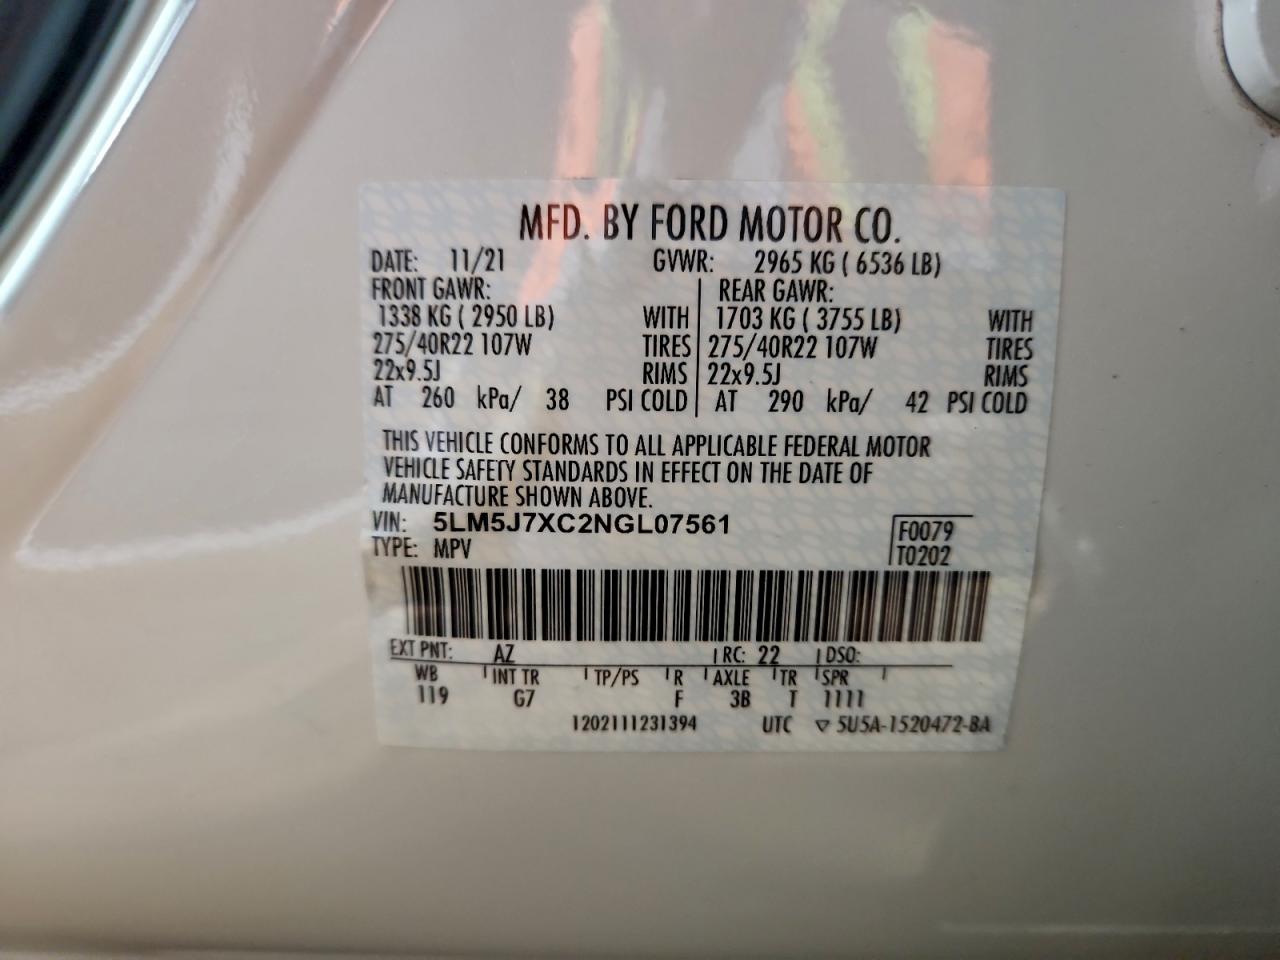 MFD. BY FORD MOTOR CO.
DATE: 11/21 GVWR: 2965 KG ( 6536 LB)
FRONT GAWR: REAR GAWR:
1338 KG ( 2950 LB) WITH 1703 KG ( 3755 LB) WITH
275/40R22 107W TIRES 275/40R22 107W TIRES
22x9.5J RIMS 22x9.5J RIMS
AT 260 kPa/ 38 PSI COLD AT 290 kPa/ 42 PSI COLD
THIS VEHICLE CONFORMS TO ALL APPLICABLE FEDERAL MOTOR
VEHICLE SAFETY STANDARDS IN EFFECT ON THE DATE OF
MANUFACTURE SHOWN ABOVE.
VIN: 5LM5J7XC2NGL07561 F0079
TYPE: MPV T0202
EXT PNT: AZ RC: 22 DSO:
WB INT TR TP/PS R AXLE TR SPR
119 G7 F 3B T 1111
1202111231394 UTC ▽ 5U5A-1520472-BA